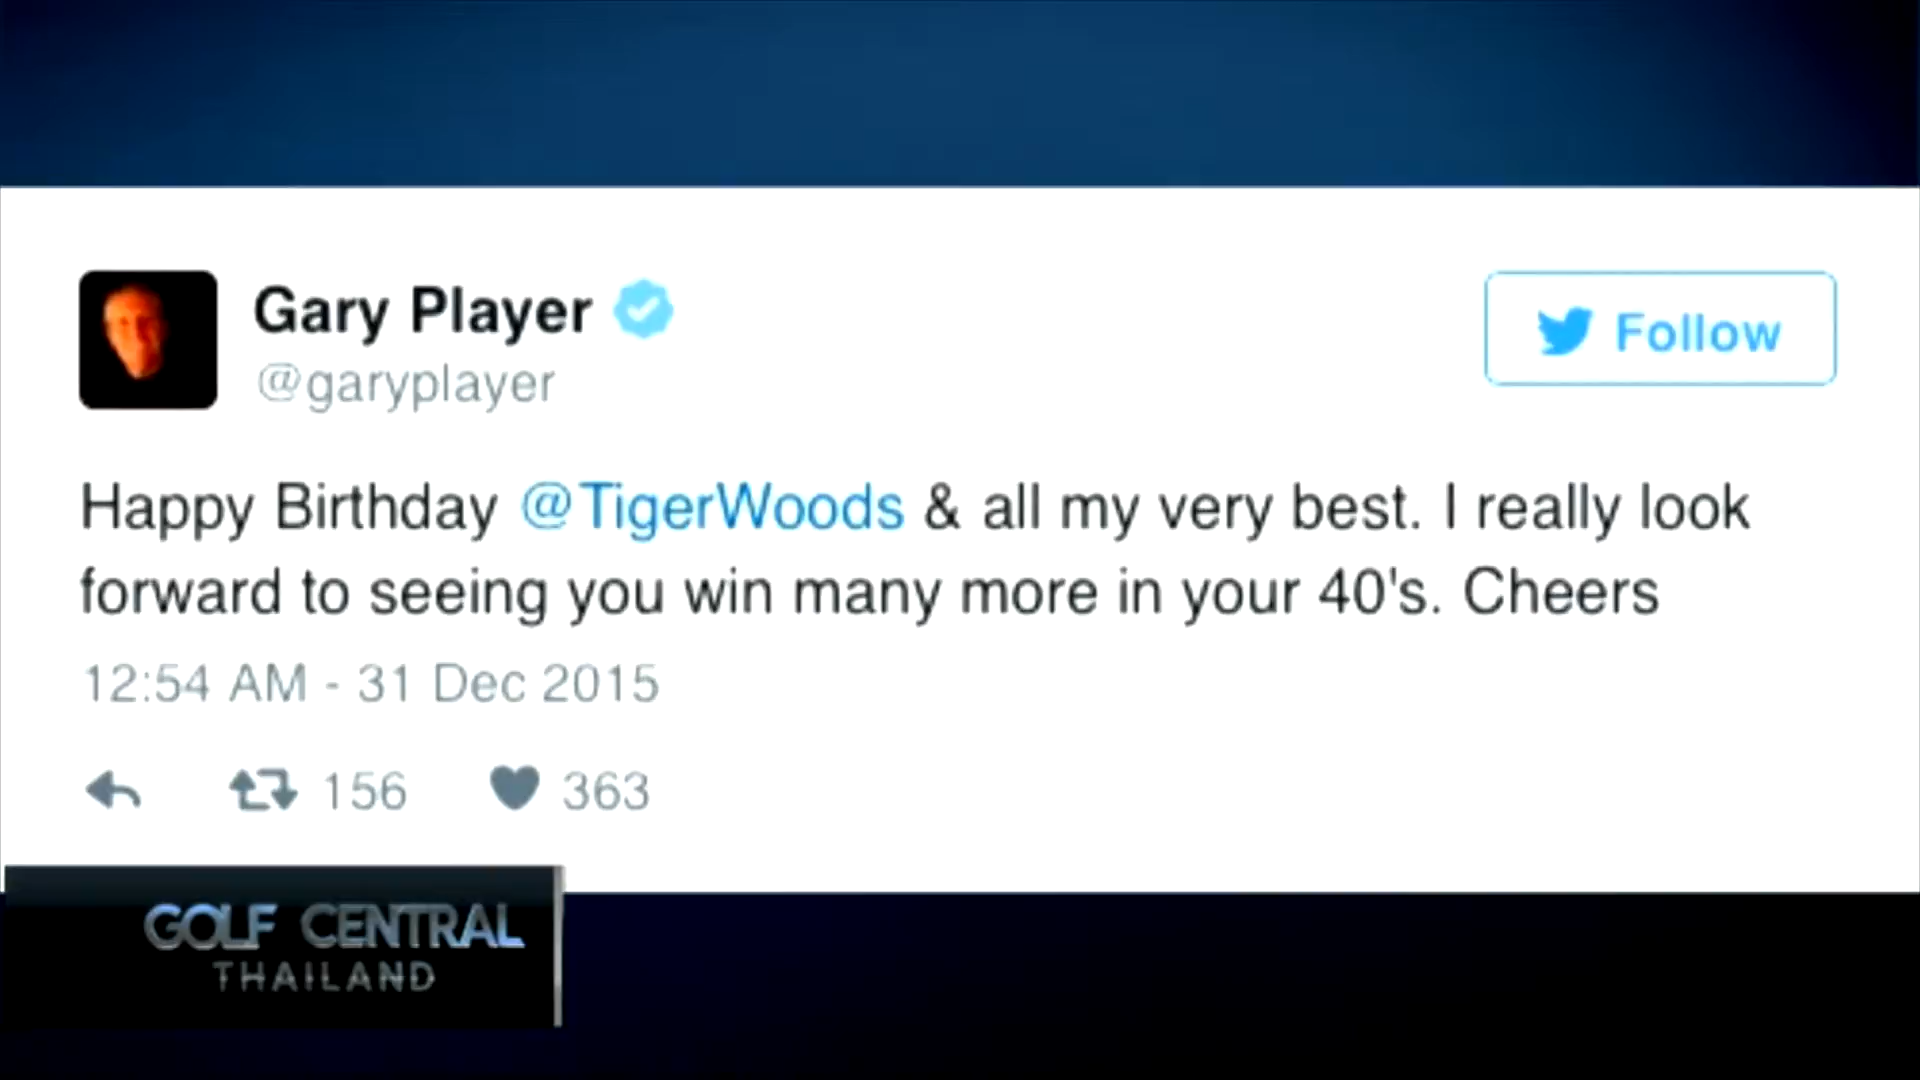 Gary Player
@garyplayer
Follow
Happy Birthday @TigerWoods & all my very best. I really look
forward to seeing you win many more in your 40's. Cheers
12:54 AM - 31 Dec 2015
156 363
GOLF CENTRAL
THAILAND